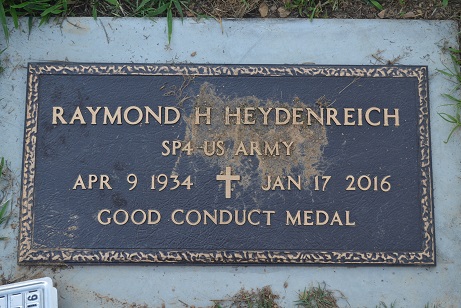 RAYMOND H HEYDENREICH
SP4 US ARMY
APR 9 1934 JAN 17 2016
GOOD CONDUCT MEDAL